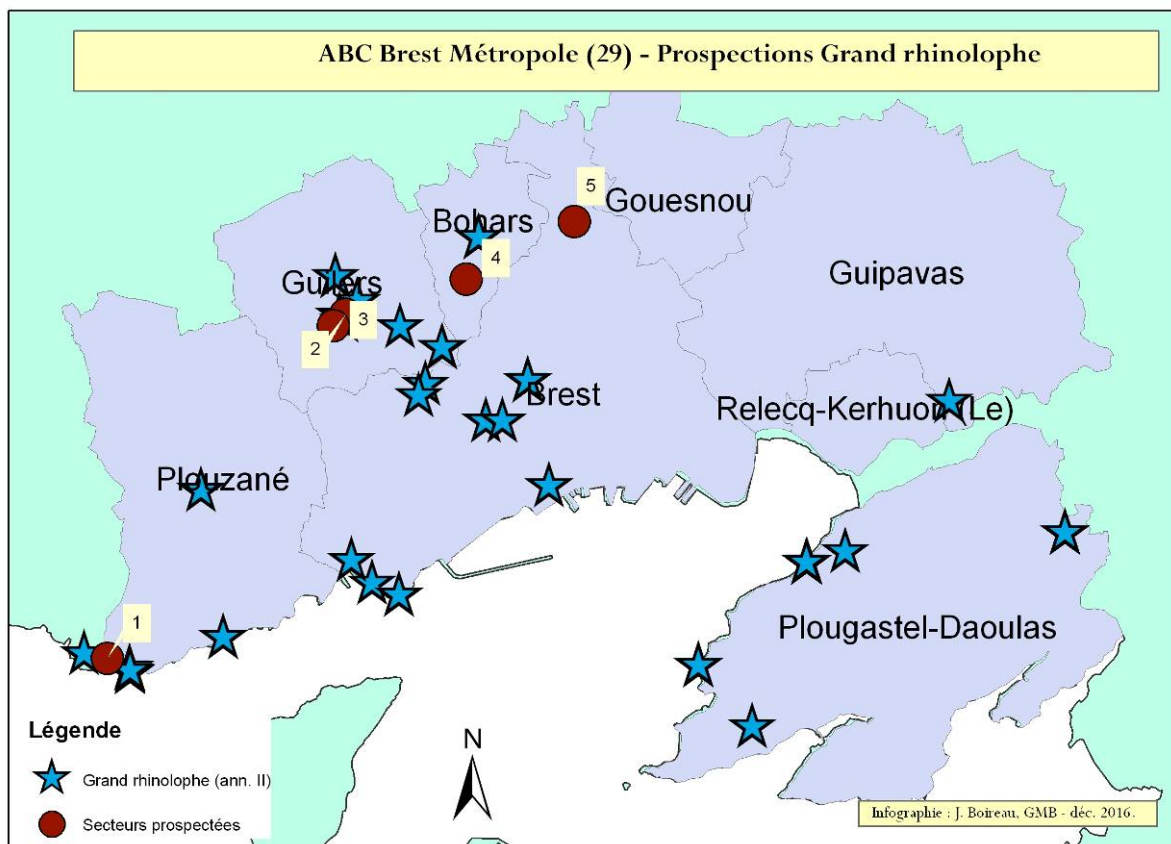 ABC Brest Métropole (29) - Prospections Grand rhinolophe
5
Gouesnou
Bohars
4
Guipavas
Guilers
3
2
Brest
Relecq-Kerhuon (Le)
Plouzané
1
Plougastel-Daoulas
Légende
N
Grand rhinolophe (ann. II)
Secteurs prospectées
Infographie : J. Boireau, GMB - déc. 2016.